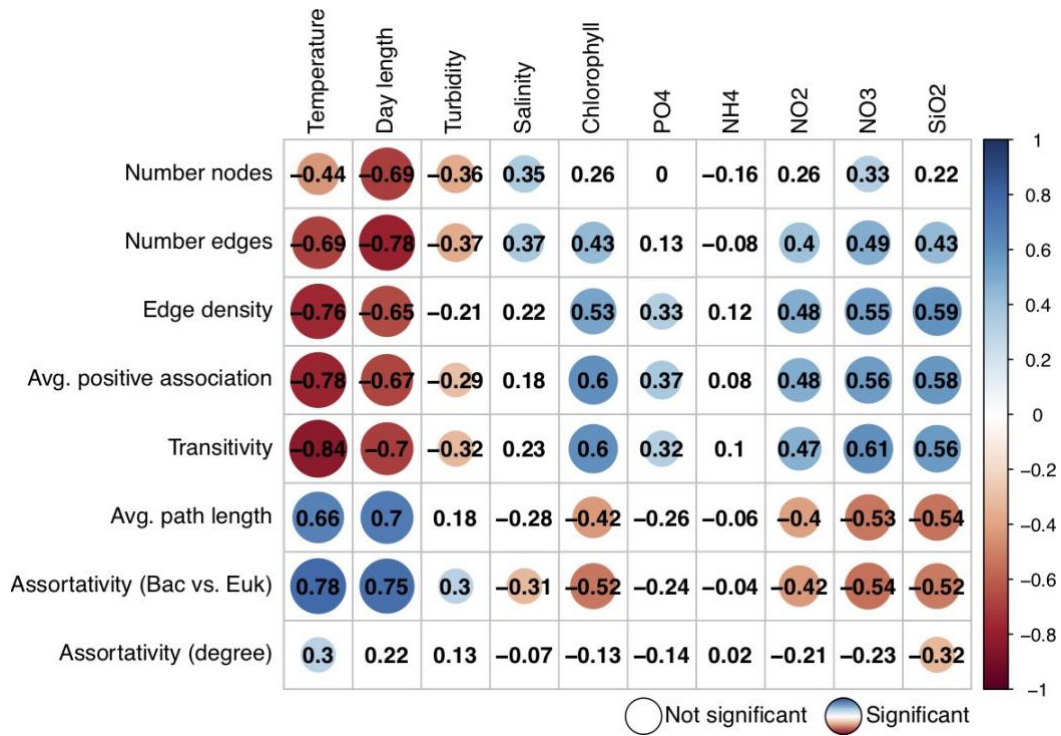 Temperature Day length Turbidity Salinity Chlorophyll PO4 NH4 NO2 NO3 SiO2
Number nodes −0.44 −0.69 −0.36 0.35 0.26 0 −0.16 0.26 0.33 0.22
Number edges −0.69 −0.78 −0.37 0.37 0.43 0.13 −0.08 0.4 0.49 0.43
Edge density −0.76 −0.65 −0.21 0.22 0.53 0.33 0.12 0.48 0.55 0.59
Avg. positive association −0.78 −0.67 −0.29 0.18 0.6 0.37 0.08 0.48 0.56 0.58
Transitivity −0.84 −0.7 −0.32 0.23 0.6 0.32 0.1 0.47 0.61 0.56
Avg. path length 0.66 0.7 0.18 −0.28 −0.42 −0.26 −0.06 −0.4 −0.53 −0.54
Assortativity (Bac vs. Euk) 0.78 0.75 0.3 −0.31 −0.52 −0.24 −0.04 −0.42 −0.54 −0.52
Assortativity (degree) 0.3 0.22 0.13 −0.07 −0.13 −0.14 0.02 −0.21 −0.23 −0.32
1
0.8
0.6
0.4
0.2
0
−0.2
−0.4
−0.6
−0.8
−1
Not significant Significant